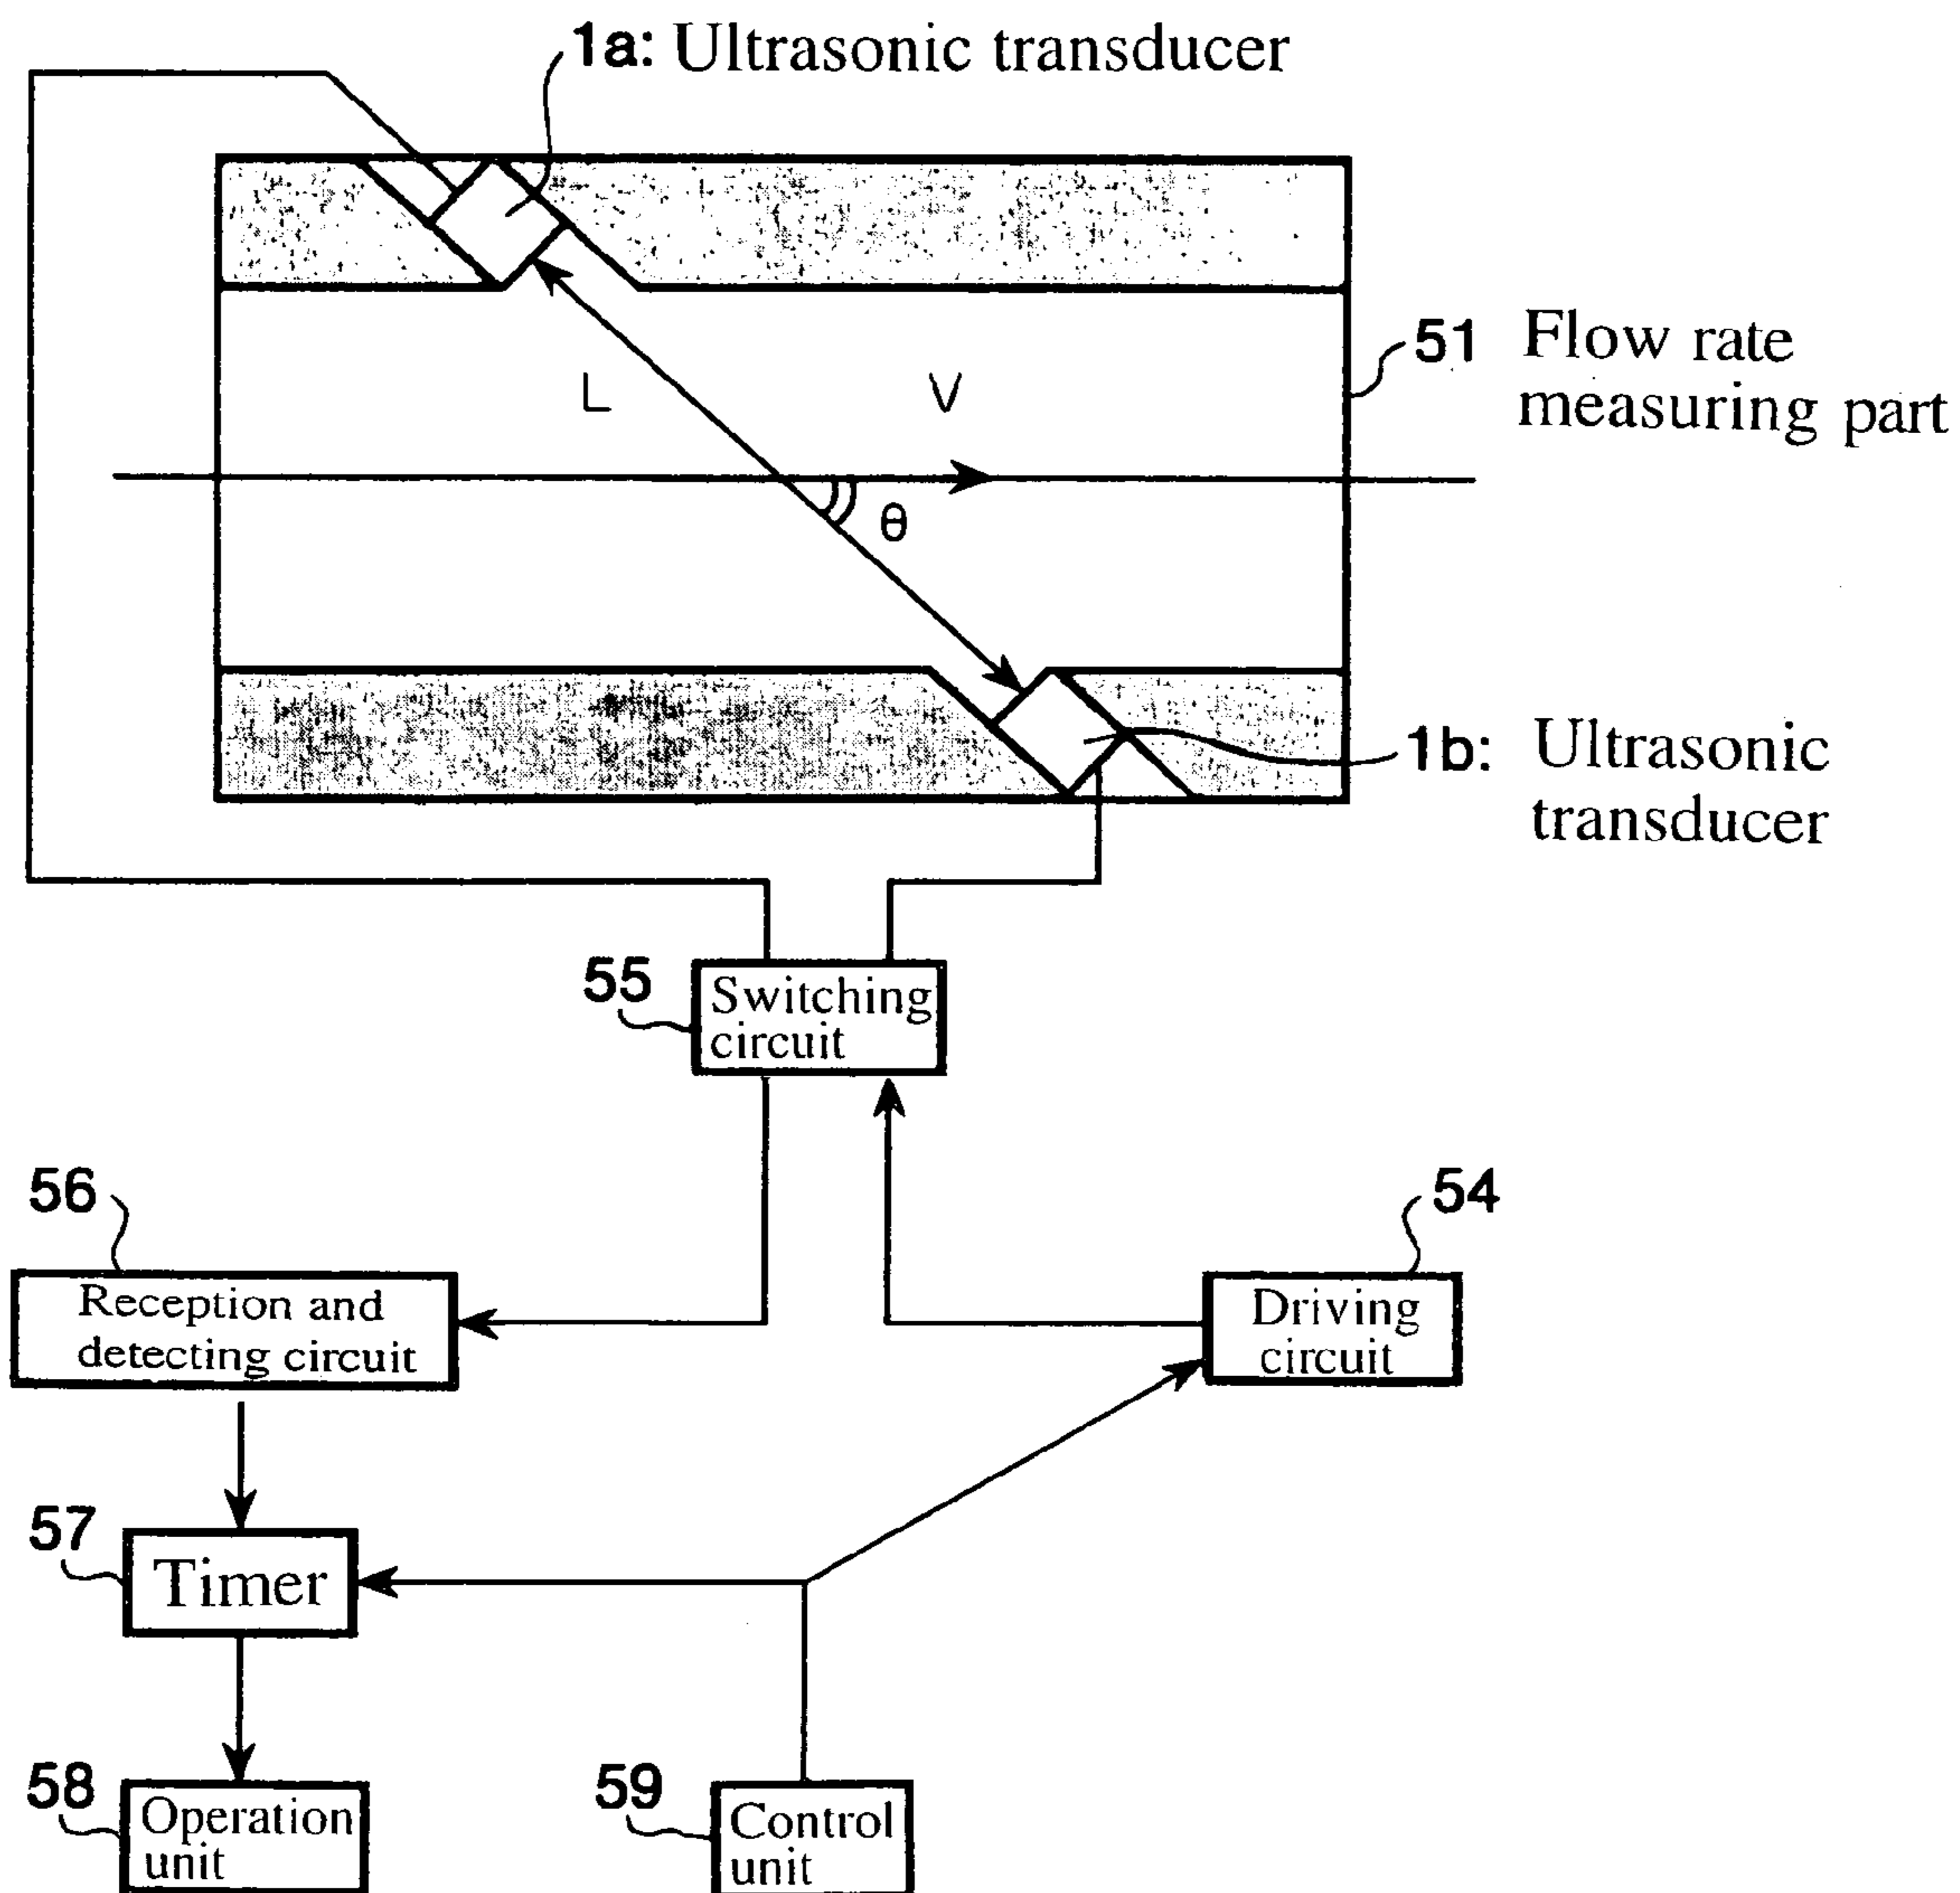 1a: Ultrasonic transducer
51 Flow rate
measuring part
L
V
θ
1b: Ultrasonic
transducer
55
Switching
circuit
56
54
Reception and
detecting circuit
Driving
circuit
57
Timer
58
59
Operation
unit
Control
unit